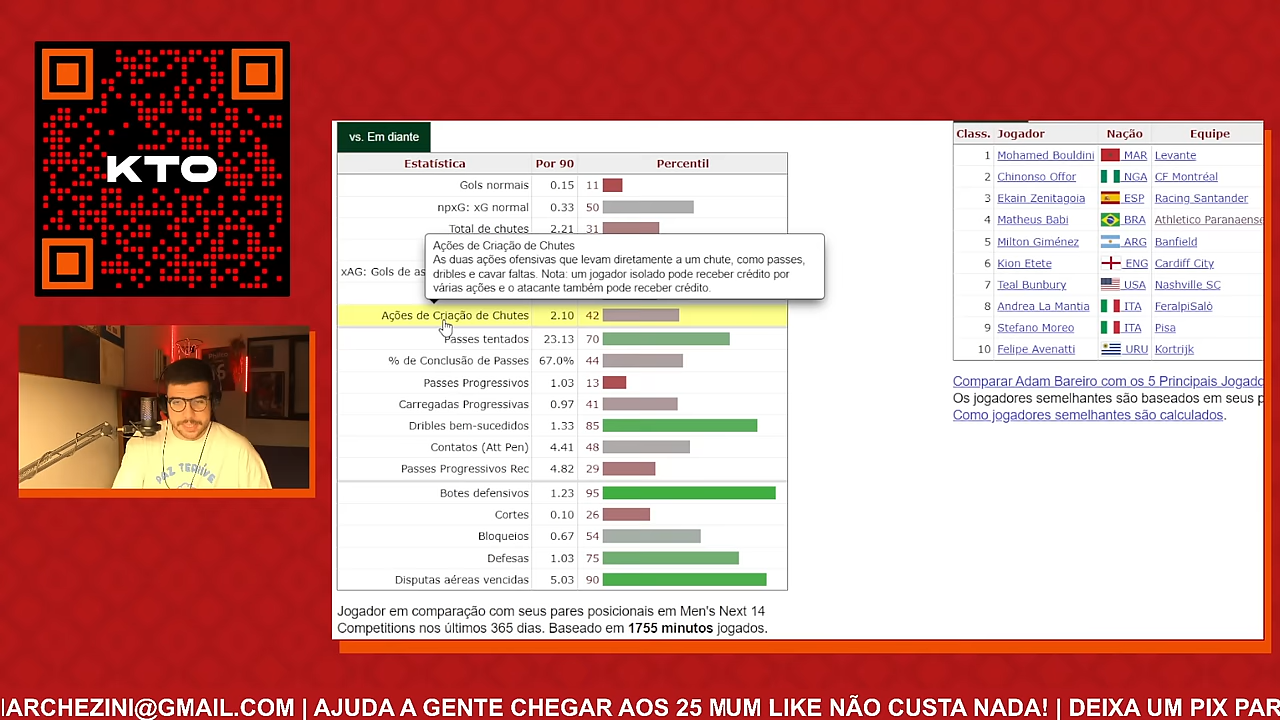 KTO
vs. Em diante
Estatística Por 90 Percentil
Gols normais 0.15 11
npxG: xG normal 0.33 50
Total de chutes 2.21 31
Ações de Criação de Chutes
As duas ações ofensivas que levam diretamente a um chute, como passes,
dribles e cavar faltas. Nota: um jogador isolado pode receber crédito por
várias ações e o atacante também pode receber crédito.
xAG: Gols de as
Ações de Criação de Chutes 2.10 42
Passes tentados 23.13 70
% de Conclusão de Passes 67.0% 44
Passes Progressivos 1.03 13
Carregadas Progressivas 0.97 41
Dribles bem-sucedidos 1.33 85
Contatos (Att Pen) 4.41 48
Passes Progressivos Rec 4.82 29
Botes defensivos 1.23 95
Cortes 0.10 26
Bloqueios 0.67 54
Defesas 1.03 75
Disputas aéreas vencidas 5.03 90
Jogador em comparação com seus pares posicionais em Men's Next 14
Competitions nos últimos 365 dias. Baseado em 1755 minutos jogados.
Class. Jogador Nação Equipe
1 Mohamed Bouldini MAR Levante
2 Chinonso Offor NGA CF Montréal
3 Ekain Zenitagoia ESP Racing Santander
4 Matheus Babi BRA Athletico Paranaense
5 Milton Giménez ARG Banfield
6 Kion Etete ENG Cardiff City
7 Teal Bunbury USA Nashville SC
8 Andrea La Mantia ITA FeralpiSalò
9 Stefano Moreo ITA Pisa
10 Felipe Avenatti URU Kortrijk
Comparar Adam Bareiro com os 5 Principais Jogado
Os jogadores semelhantes são baseados em seus p
Como jogadores semelhantes são calculados.
IARCHEZINI@GMAIL.COM | AJUDA A GENTE CHEGAR AOS 25 MUM LIKE NÃO CUSTA NADA! | DEIXA UM PIX PAR